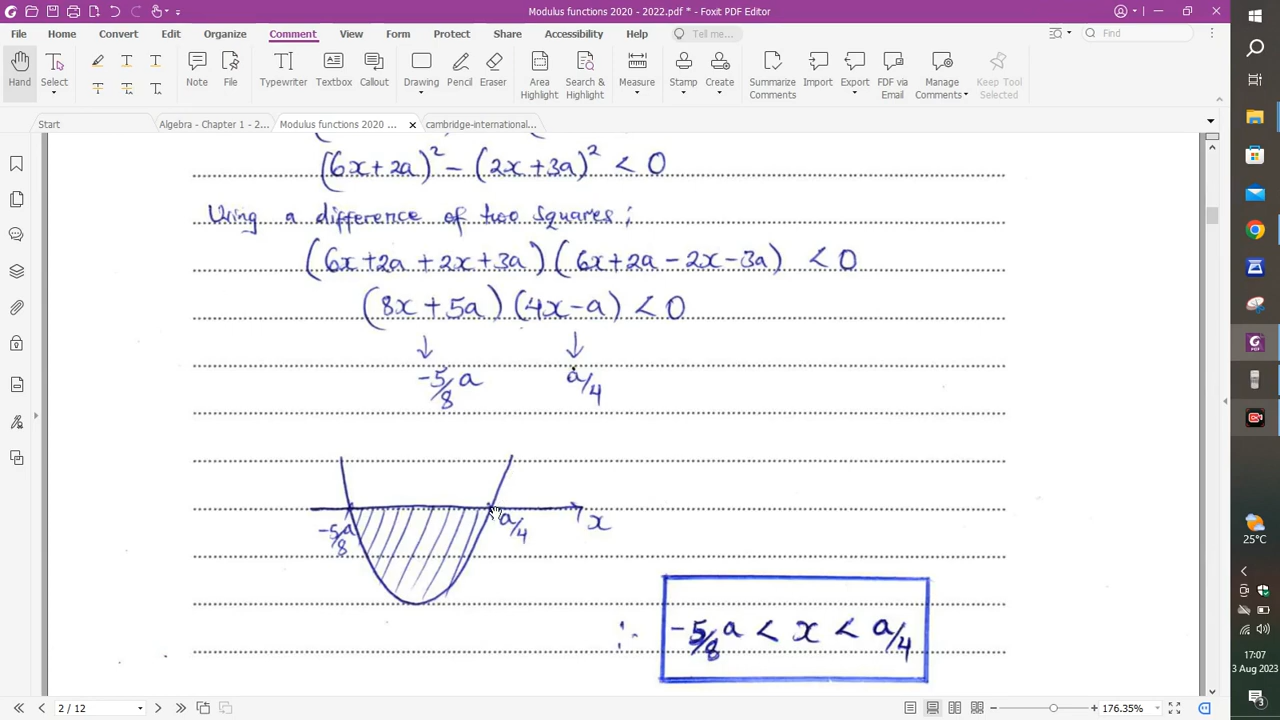 Modulus functions 2020 - 2022.pdf * - Foxit PDF Editor
File Home Convert Edit Organize Comment View Form Protect Share Accessibility Help Tell me... Find
Hand Select Note File Typewriter Textbox Callout Drawing Pencil Eraser Area Highlight Search & Highlight Measure Stamp Create Summarize Comments Import Export FDF via Email Manage Comments Keep Tool Selected
Start Algebra - Chapter 1 - 2... Modulus functions 2020 ... cambridge-international...
(6x+2a)² - (2x+3a)² < 0
Using a difference of two squares;
(6x+2a+2x+3a)(6x+2a-2x-3a) < 0
(8x+5a)(4x-a) < 0
↓ ↓
-5/8 a a/4
-5/8 a a/4 x
∴ -5/8 a < x < a/4
2 / 12 176.35%
25°C
17:07
3 Aug 2023
3